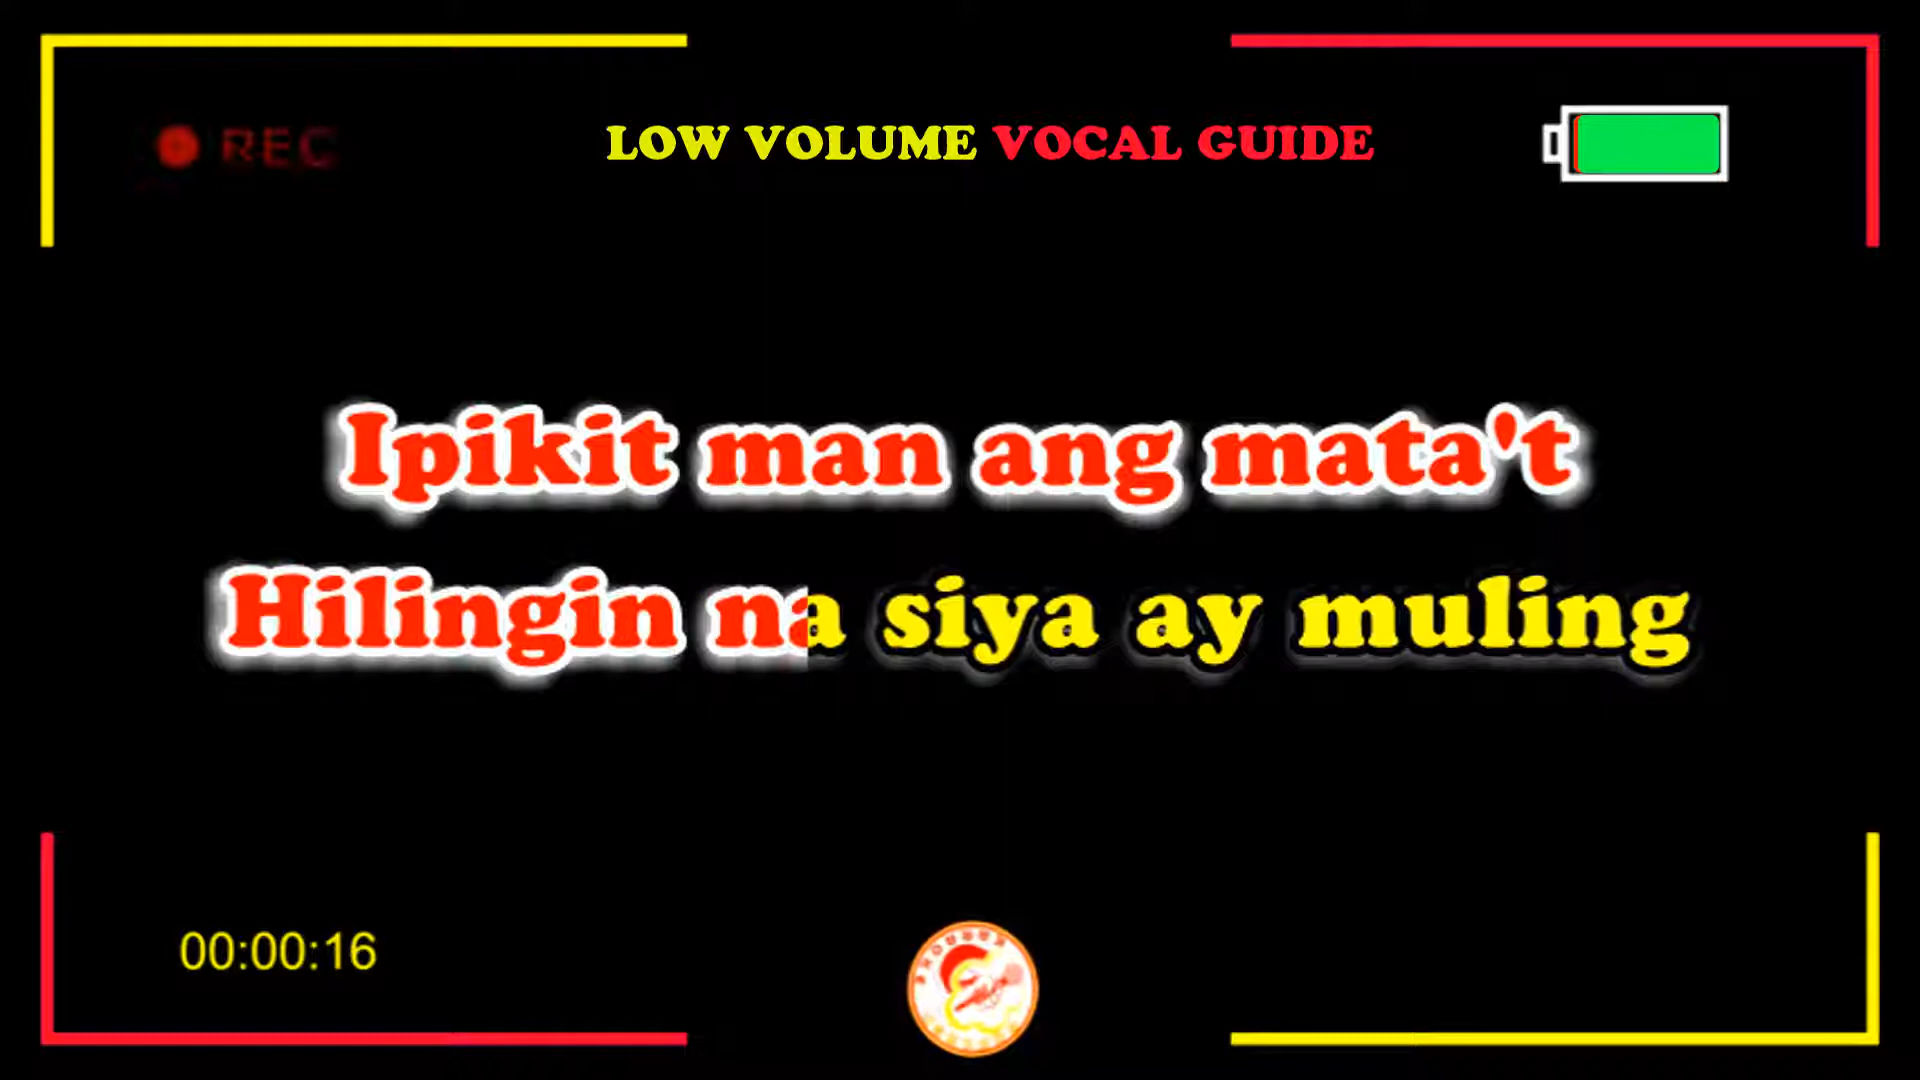 REC
LOW VOLUME VOCAL GUIDE
Ipikit man ang mata't
Hilingin na siya ay muling
00:00:16